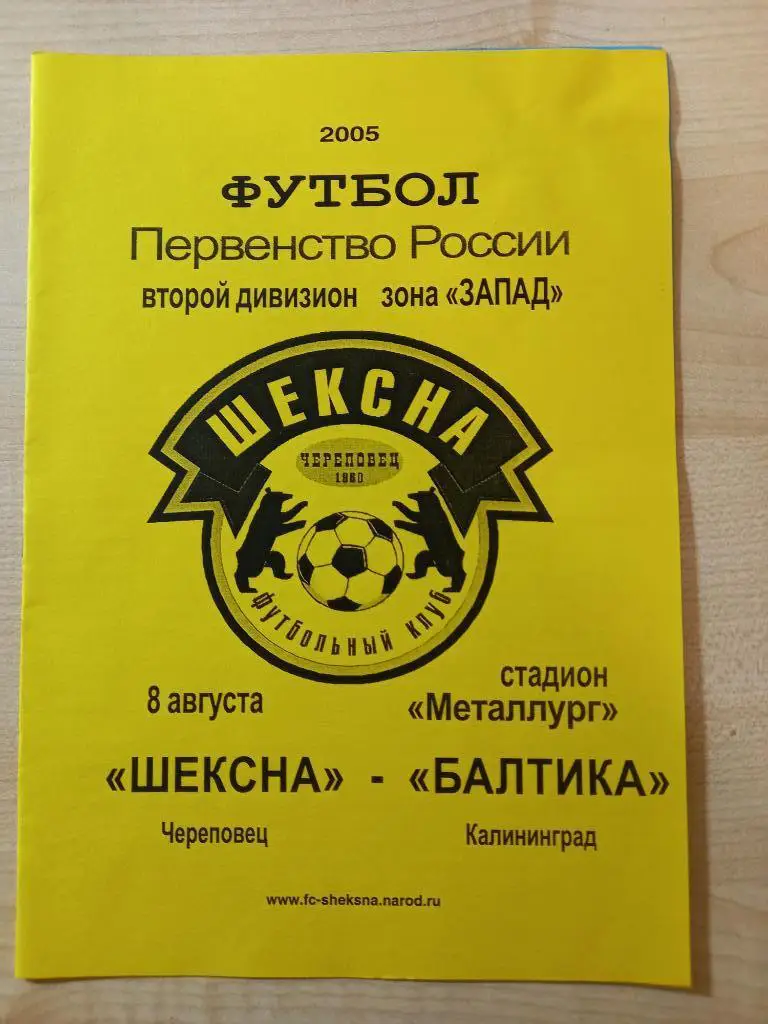 2005
ФУТБОЛ
Первенство России
второй дивизион зона «ЗАПАД»
ШЕКСНА
ЧЕРЕПОВЕЦ
1960
футбольный клуб
стадион
8 августа «Металлург»
«ШЕКСНА» - «БАЛТИКА»
Череповец Калининград
www.fc-sheksna.narod.ru